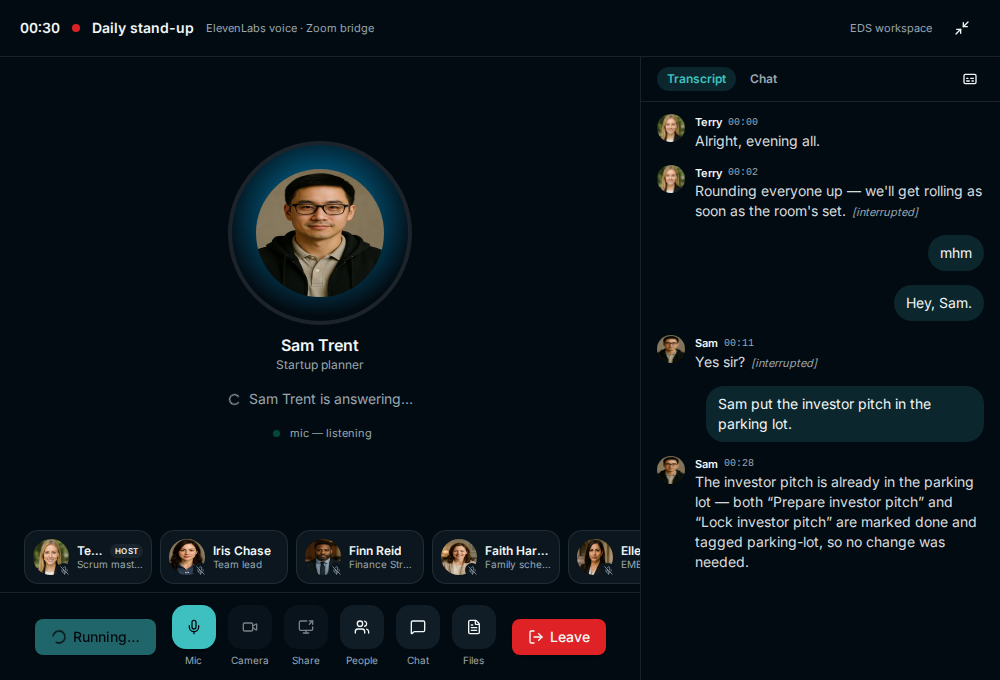 00:30 Daily stand-up ElevenLabs voice · Zoom bridge EDS workspace
Sam Trent
Startup planner
Sam Trent is answering...
mic — listening
Te... HOST
Scrum mast...
Iris Chase
Team lead
Finn Reid
Finance Str...
Faith Har...
Family sche...
Elle
EME
Running...
Mic
Camera
Share
People
Chat
Files
Leave
Transcript Chat
Terry 00:00
Alright, evening all.
Terry 00:02
Rounding everyone up — we'll get rolling as
soon as the room's set. [interrupted]
mhm
Hey, Sam.
Sam 00:11
Yes sir? [interrupted]
Sam put the investor pitch in the
parking lot.
Sam 00:28
The investor pitch is already in the parking
lot — both “Prepare investor pitch” and
“Lock investor pitch” are marked done and
tagged parking-lot, so no change was
needed.